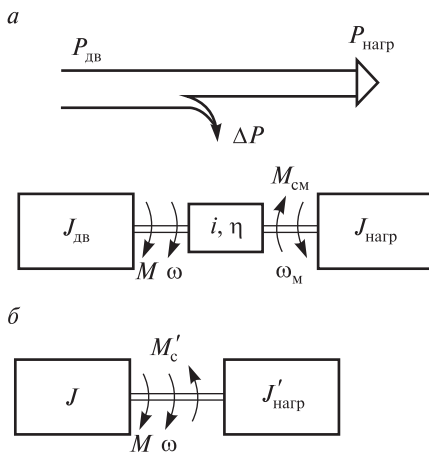 а
P_дв P_нагр
ΔP
M_см
J_дв i, η J_нагр
M ω ω_м
б
M′_с
J J′_нагр
M ω